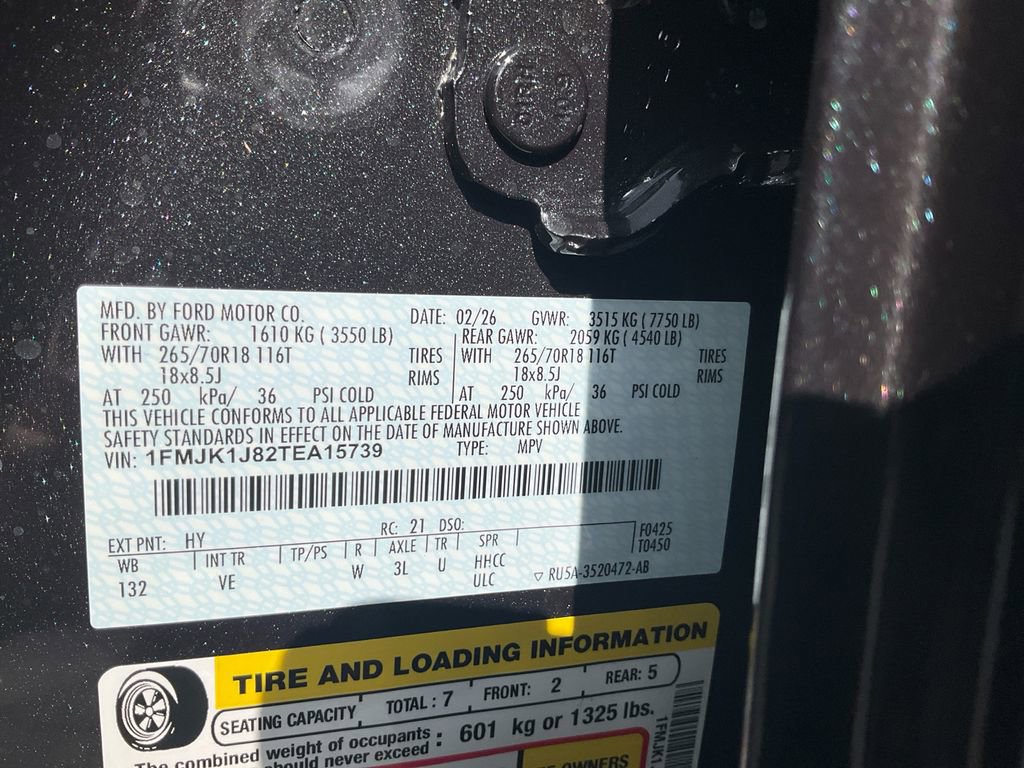 MFD. BY FORD MOTOR CO. DATE: 02/26 GVWR: 3515 KG ( 7750 LB)
FRONT GAWR: 1610 KG ( 3550 LB) REAR GAWR: 2059 KG ( 4540 LB)
WITH 265/70R18 116T TIRES WITH 265/70R18 116T TIRES
18x8.5J RIMS 18x8.5J RIMS
AT 250 kPa/ 36 PSI COLD AT 250 kPa/ 36 PSI COLD
THIS VEHICLE CONFORMS TO ALL APPLICABLE FEDERAL MOTOR VEHICLE
SAFETY STANDARDS IN EFFECT ON THE DATE OF MANUFACTURE SHOWN ABOVE.
VIN: 1FMJK1J82TEA15739 TYPE: MPV
EXT PNT: HY RC: 21 DSO: F0425
WB INT TR TP/PS R AXLE TR SPR T0450
132 VE W 3L U HHCC
ULC RU5A-3520472-AB
TIRE AND LOADING INFORMATION
SEATING CAPACITY TOTAL : 7 FRONT: 2 REAR: 5
The combined weight of occupants
should never exceed : 601 kg or 1325 lbs.
OWNERS
1FMJK1